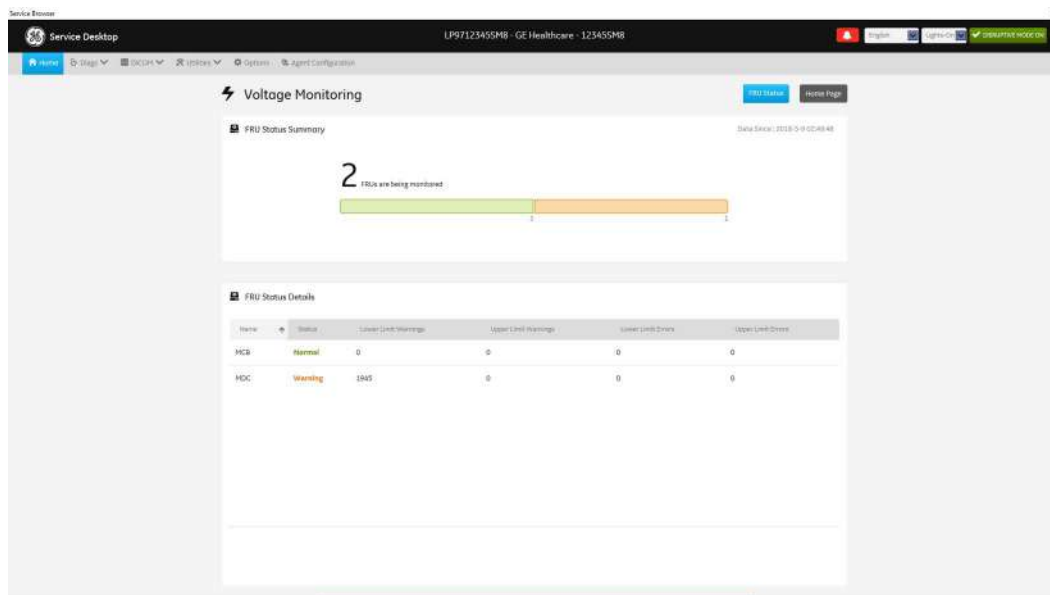 Service Browser
Service Desktop
LP9712345SM8 - GE Healthcare - 12345SM8
English
Lights-On
DISRUPTIVE MODE ON
Home
Diags
DICOM
Utilities
Options
Agent Configuration
Voltage Monitoring
FRU Status
Home Page
FRU Status Summary
2 FRUs are being monitored
1
FRU Status Details
Name Status Lower Limit Warnings Upper Limit Warnings Lower Limit Errors Upper Limit Errors
MCB Normal 0 0 0 0
MDC Warning 1945 0 0 0